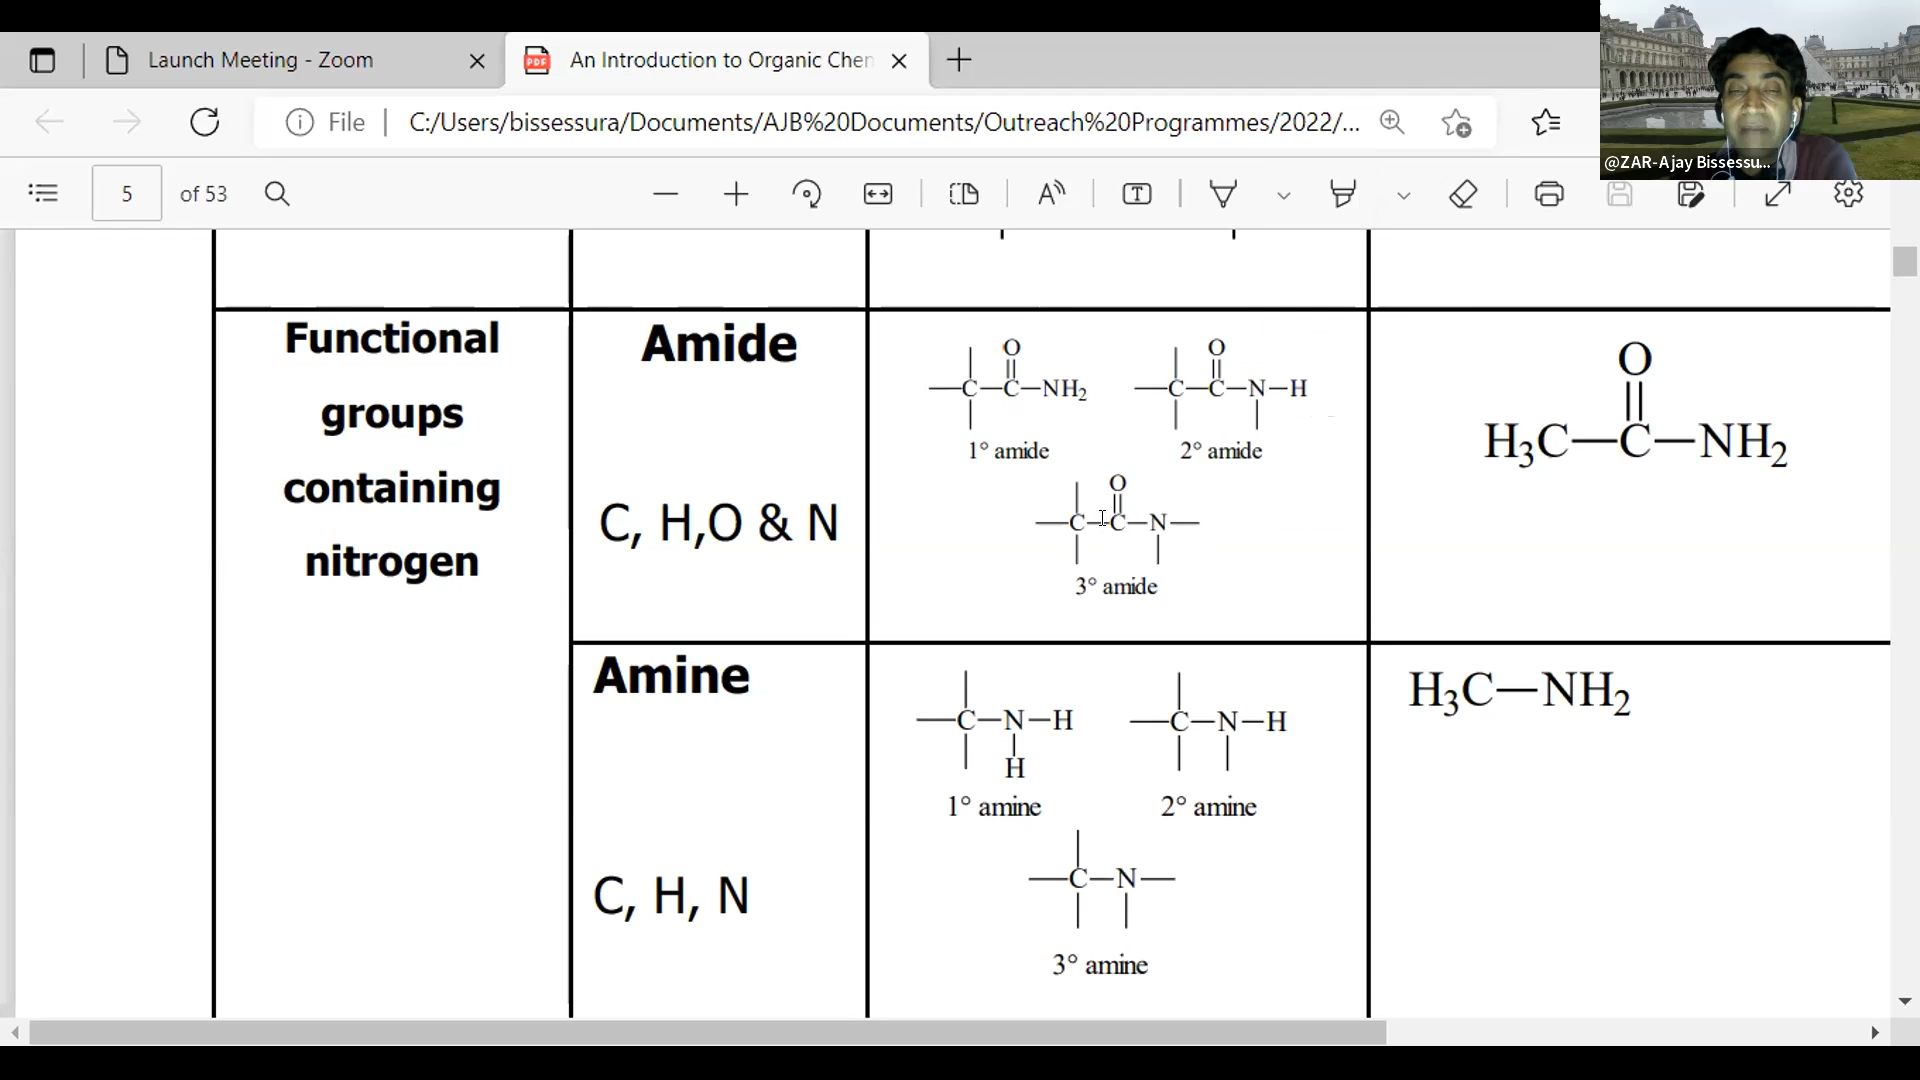 Launch Meeting - Zoom
An Introduction to Organic Chem
File
C:/Users/bissessura/Documents/AJB%20Documents/Outreach%20Programmes/2022/...
@ZAR-Ajay Bissessu...
5 of 53
Functional
groups
containing
nitrogen
Amide
C, H,O & N
O
C—C—NH2
1° amide
O
C—C—N—H
2° amide
O
C—C—N—
3° amide
O
H3C—C—NH2
Amine
C, H, N
—C—N—H
H
1° amine
—C—N—H
2° amine
—C—N—
3° amine
H3C—NH2